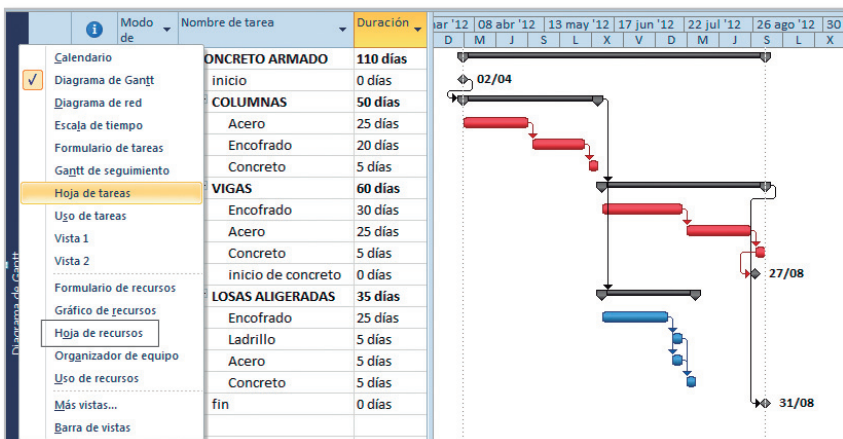 Modo de
Nombre de tarea
Duración
mar '12 08 abr '12 13 may '12 17 jun '12 22 jul '12 26 ago '12 30
D M J S L X V D M J S L X
Calendario
Diagrama de Gantt
Diagrama de red
Escala de tiempo
Formulario de tareas
Gantt de seguimiento
Hoja de tareas
Uso de tareas
Vista 1
Vista 2
Formulario de recursos
Gráfico de recursos
Hoja de recursos
Organizador de equipo
Uso de recursos
Más vistas...
Barra de vistas
Diagrama de Gantt
ONCRETO ARMADO 110 días
inicio 0 días
COLUMNAS 50 días
Acero 25 días
Encofrado 20 días
Concreto 5 días
VIGAS 60 días
Encofrado 30 días
Acero 25 días
Concreto 5 días
inicio de concreto 0 días
LOSAS ALIGERADAS 35 días
Encofrado 25 días
Ladrillo 5 días
Acero 5 días
Concreto 5 días
fin 0 días
02/04
27/08
31/08